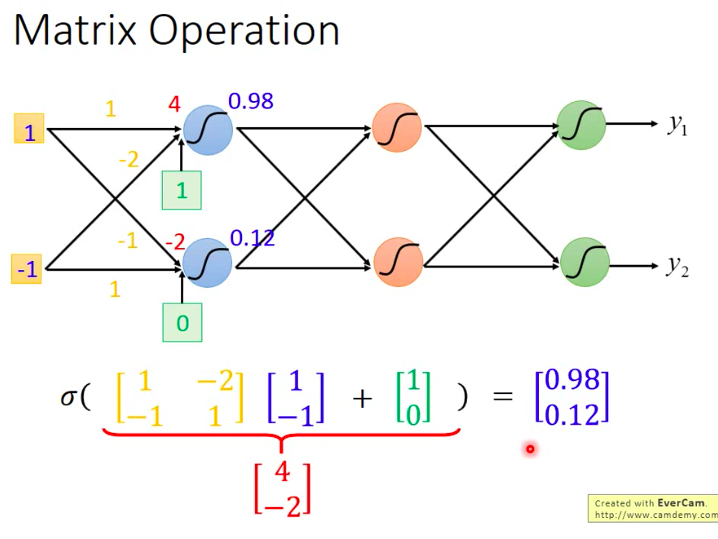 Matrix Operation
1 4 0.98
1 y₁
-2
1
-1 -2 0.12
-1 y₂
1
0
σ( [1 −2 −1 1] [1 −1] + [1 0] ) = [0.98 0.12]
[4 −2]
Created with EverCam.
http://www.camdemy.com